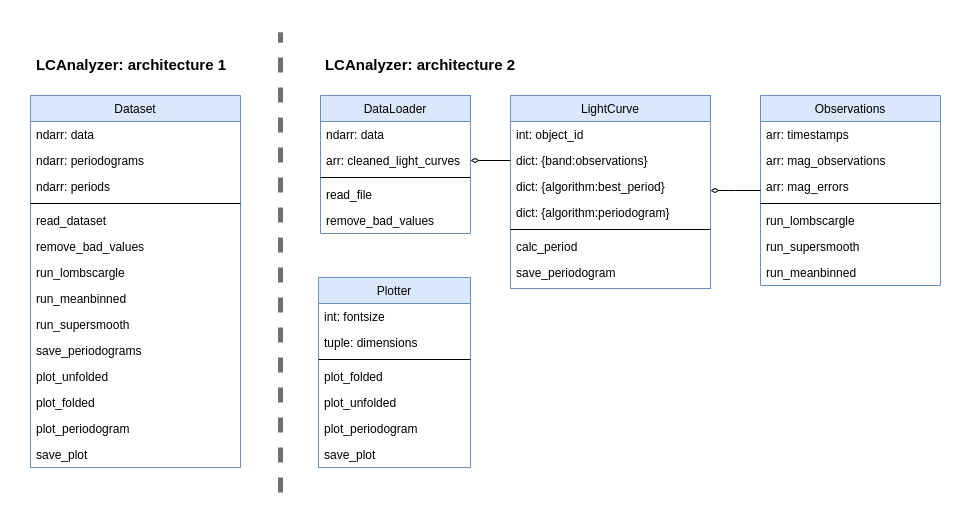 LCAnalyzer: architecture 1
Dataset
ndarr: data
ndarr: periodograms
ndarr: periods
read_dataset
remove_bad_values
run_lombscargle
run_meanbinned
run_supersmooth
save_periodograms
plot_unfolded
plot_folded
plot_periodogram
save_plot
LCAnalyzer: architecture 2
DataLoader
ndarr: data
arr: cleaned_light_curves
read_file
remove_bad_values
LightCurve
int: object_id
dict: {band:observations}
dict: {algorithm:best_period}
dict: {algorithm:periodogram}
calc_period
save_periodogram
Observations
arr: timestamps
arr: mag_observations
arr: mag_errors
run_lombscargle
run_supersmooth
run_meanbinned
Plotter
int: fontsize
tuple: dimensions
plot_folded
plot_unfolded
plot_periodogram
save_plot